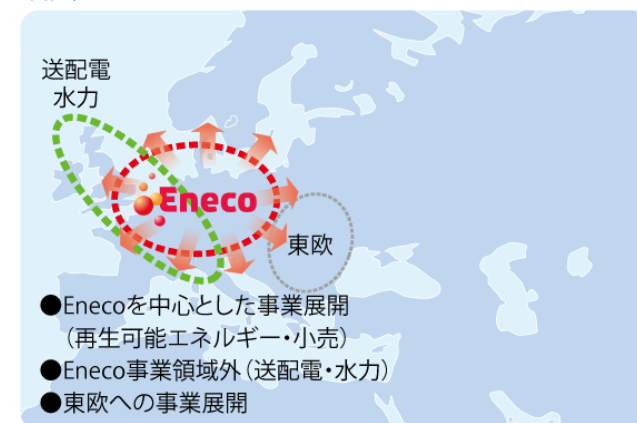 送配電
水力
Eneco
東欧
●Enecoを中心とした事業展開
（再生可能エネルギー・小売）
●Eneco事業領域外（送配電・水力）
●東欧への事業展開